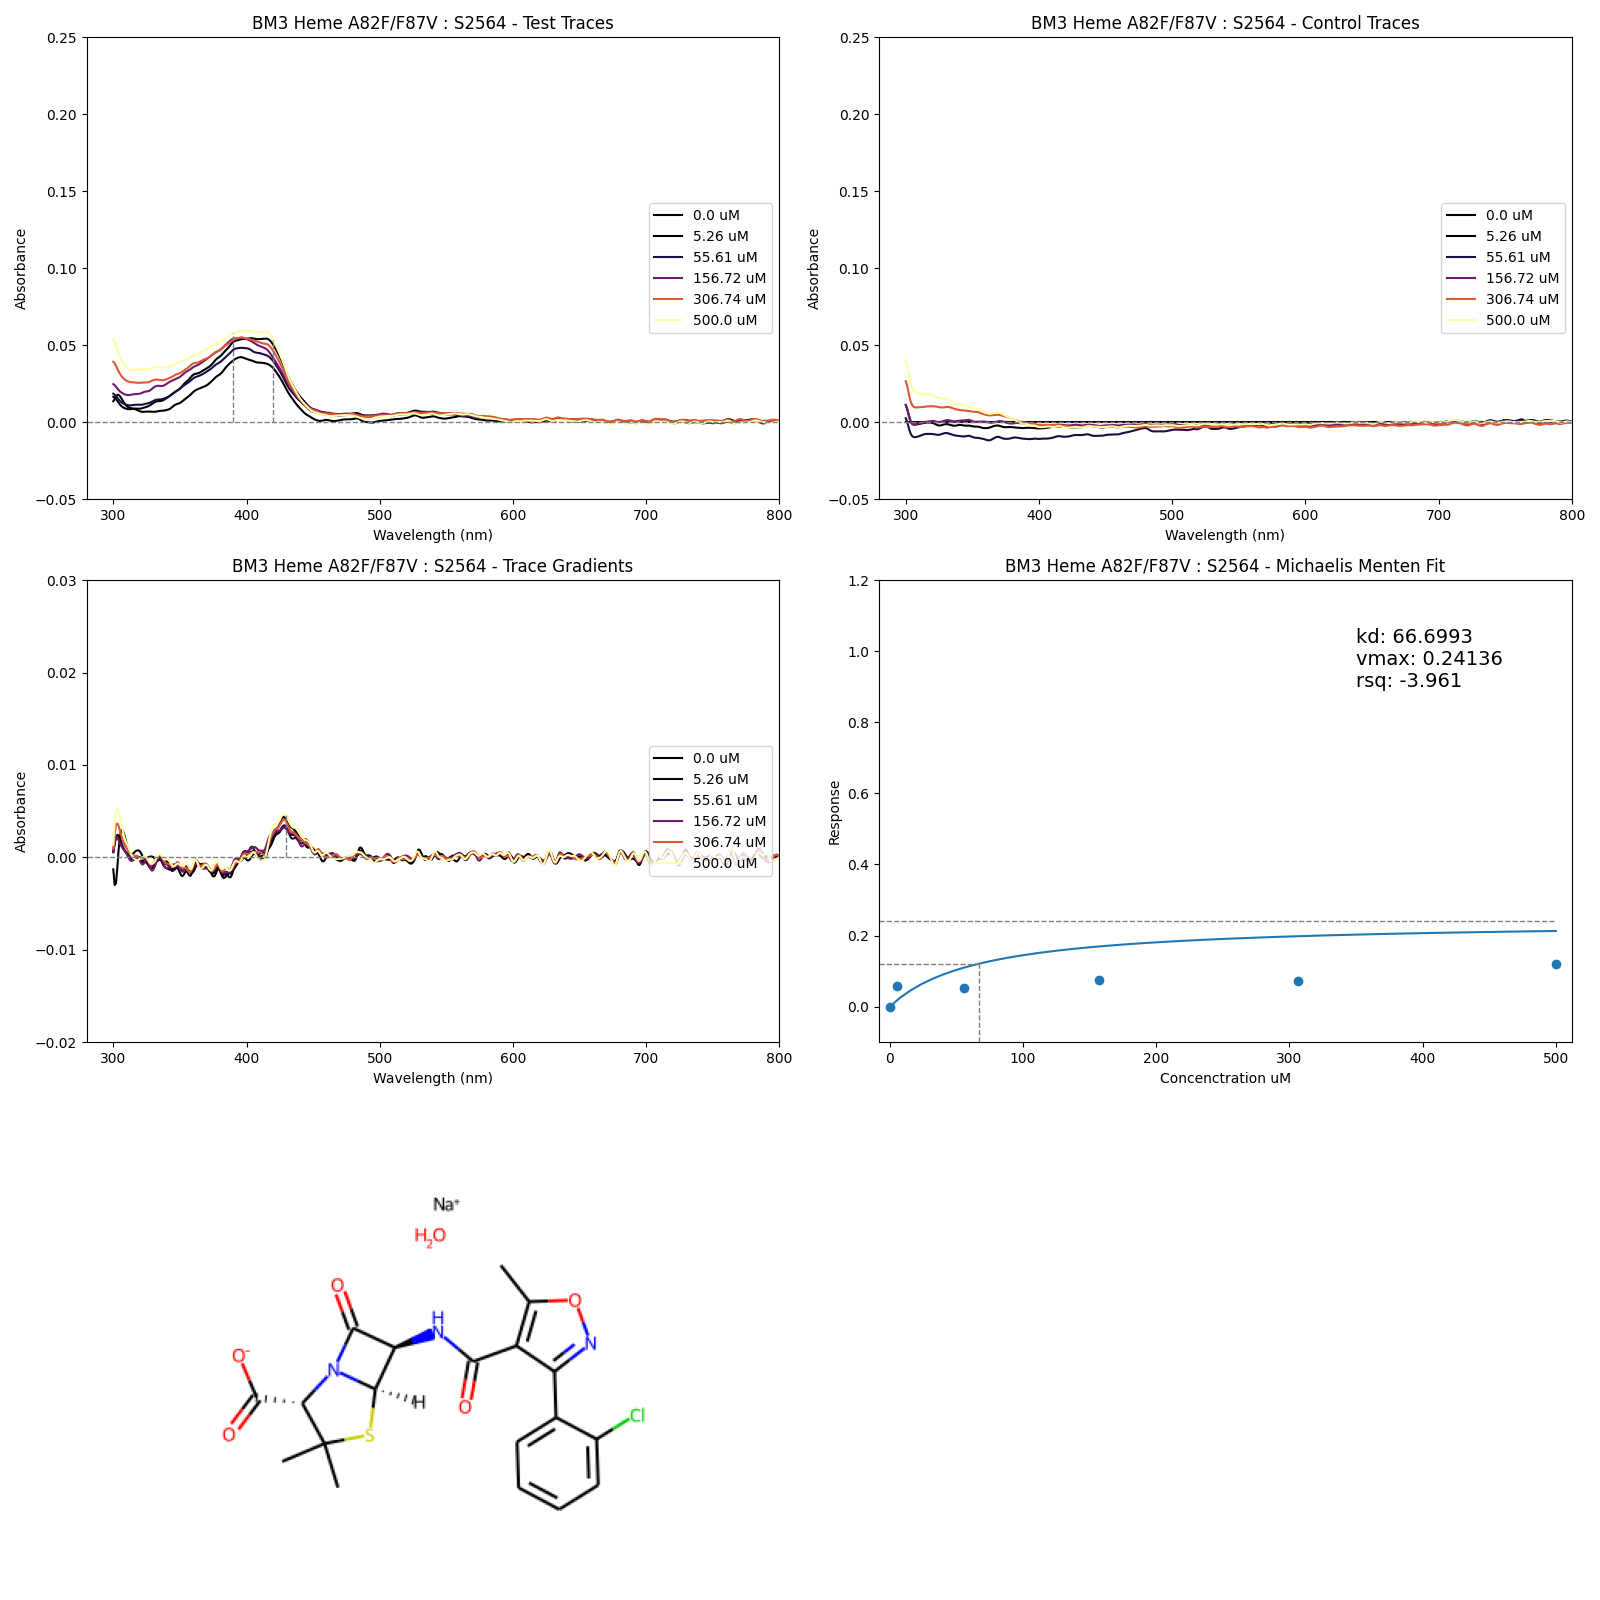 BM3 Heme A82F/F87V : S2564 - Test Traces
0.25
0.20
0.15
0.10
0.05
0.00
−0.05
Absorbance
300 400 500 600 700 800
Wavelength (nm)
0.0 uM
5.26 uM
55.61 uM
156.72 uM
306.74 uM
500.0 uM
BM3 Heme A82F/F87V : S2564 - Control Traces
0.25
0.20
0.15
0.10
0.05
0.00
−0.05
Absorbance
300 400 500 600 700 800
Wavelength (nm)
0.0 uM
5.26 uM
55.61 uM
156.72 uM
306.74 uM
500.0 uM
BM3 Heme A82F/F87V : S2564 - Trace Gradients
0.03
0.02
0.01
0.00
−0.01
−0.02
Absorbance
300 400 500 600 700 800
Wavelength (nm)
0.0 uM
5.26 uM
55.61 uM
156.72 uM
306.74 uM
500.0 uM
BM3 Heme A82F/F87V : S2564 - Michaelis Menten Fit
1.2
1.0
0.8
0.6
0.4
0.2
0.0
Response
kd: 66.6993
vmax: 0.24136
rsq: -3.961
0 100 200 300 400 500
Concenctration uM
Na⁺
H₂O
O
O
H
N
N
O⁻
N
H
O
O
Cl
S